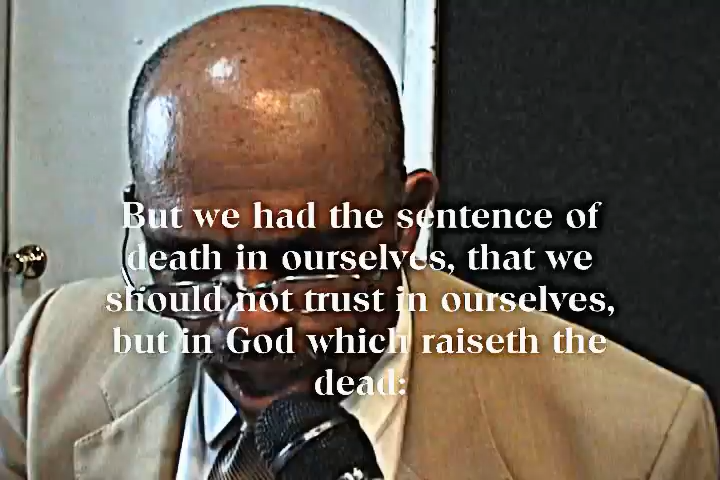 But we had the sentence of
death in ourselves, that we
should not trust in ourselves,
but in God which raiseth the
dead: